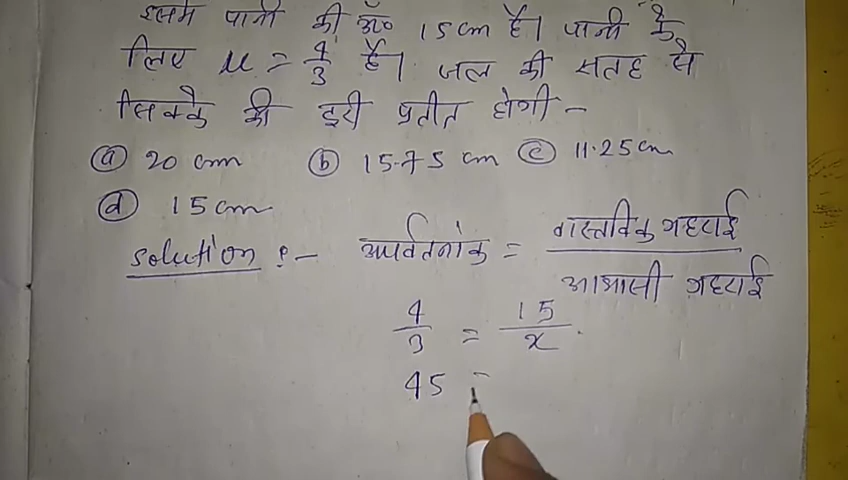 इसमे पानी की ऊँ० 15 cm है। पानी के
लिए μ = 4/3 है। जल की सतह से
सिक्के की दूरी प्रतीत होगी -
(a) 20 cm (b) 15.75 cm (c) 11.25 cm
(d) 15 cm
Solution :- अपवर्तनांक = वास्तविक गहराई / आभासी गहराई
4/3 = 15/x
45 =